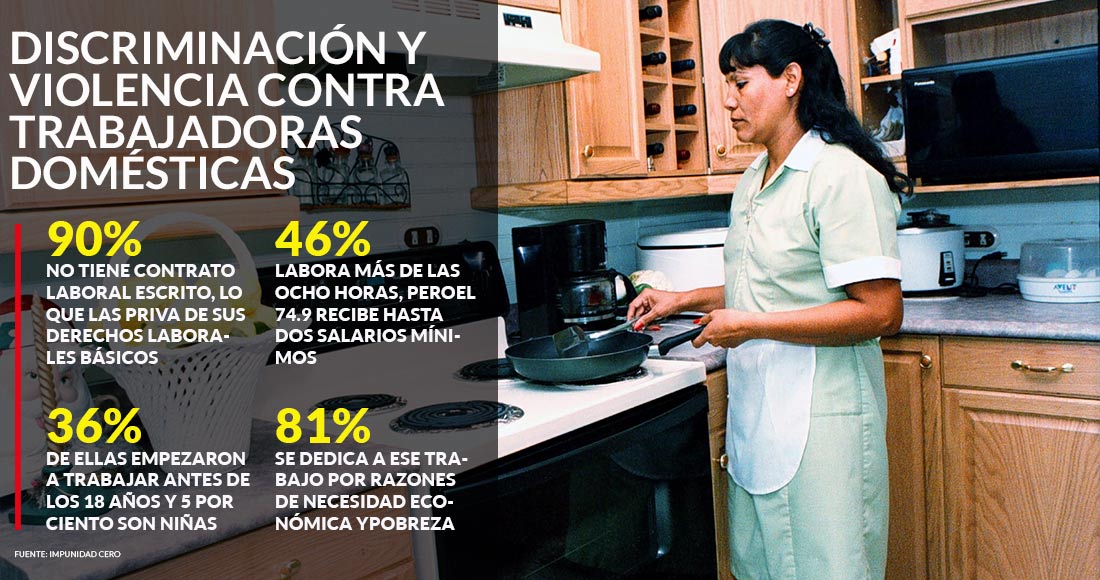 DISCRIMINACIÓN Y
VIOLENCIA CONTRA
TRABAJADORAS
DOMÉSTICAS
90%
NO TIENE CONTRATO
LABORAL ESCRITO, LO
QUE LAS PRIVA DE SUS
DERECHOS LABORA-
LES BÁSICOS
46%
LABORA MÁS DE LAS
OCHO HORAS, PEROEL
74.9 RECIBE HASTA
DOS SALARIOS MÍNI-
MOS
36%
DE ELLAS EMPEZARON
A TRABAJAR ANTES DE
LOS 18 AÑOS Y 5 POR
CIENTO SON NIÑAS
81%
SE DEDICA A ESE TRA-
BAJO POR RAZONES
DE NECESIDAD ECO-
NÓMICA YPOBREZA
FUENTE: IMPUNIDAD CERO
Panasonic
AVENT